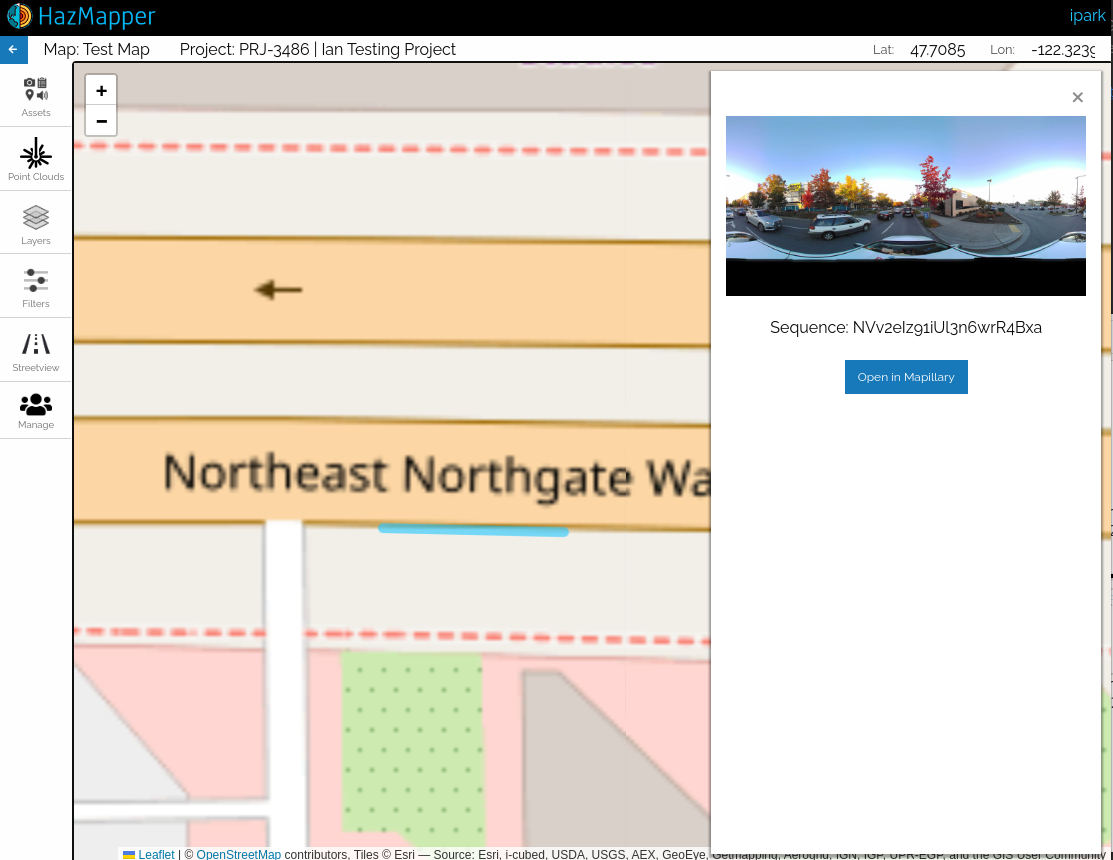 HazMapper
ipark
Map: Test Map Project: PRJ-3486 | Ian Testing Project Lat: 47.7085 Lon: -122.3239
Assets
Point Clouds
Layers
Filters
Streetview
Manage
+
−
×
Sequence: NVv2eIz91iUl3n6wrR4Bxa
Open in Mapillary
Northeast Northgate Wa
Leaflet | © OpenStreetMap contributors, Tiles © Esri — Source: Esri, i-cubed, USDA, USGS, AEX, GeoEye, Getmapping, Aerogrid, IGN, IGP, UPR-EGP, and the GIS User Community